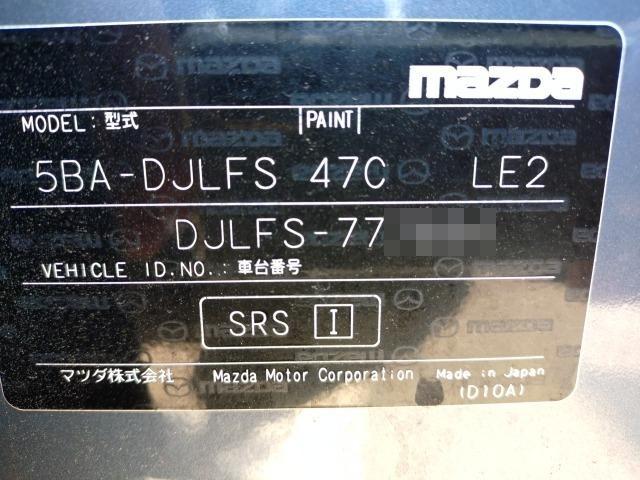 mazda
MODEL: 型式 PAINT
5BA-DJLFS 47C LE2
DJLFS-77
VEHICLE ID.NO.: 車台番号
SRS I
マツダ株式会社 Mazda Motor Corporation Made in Japan
(D10A)